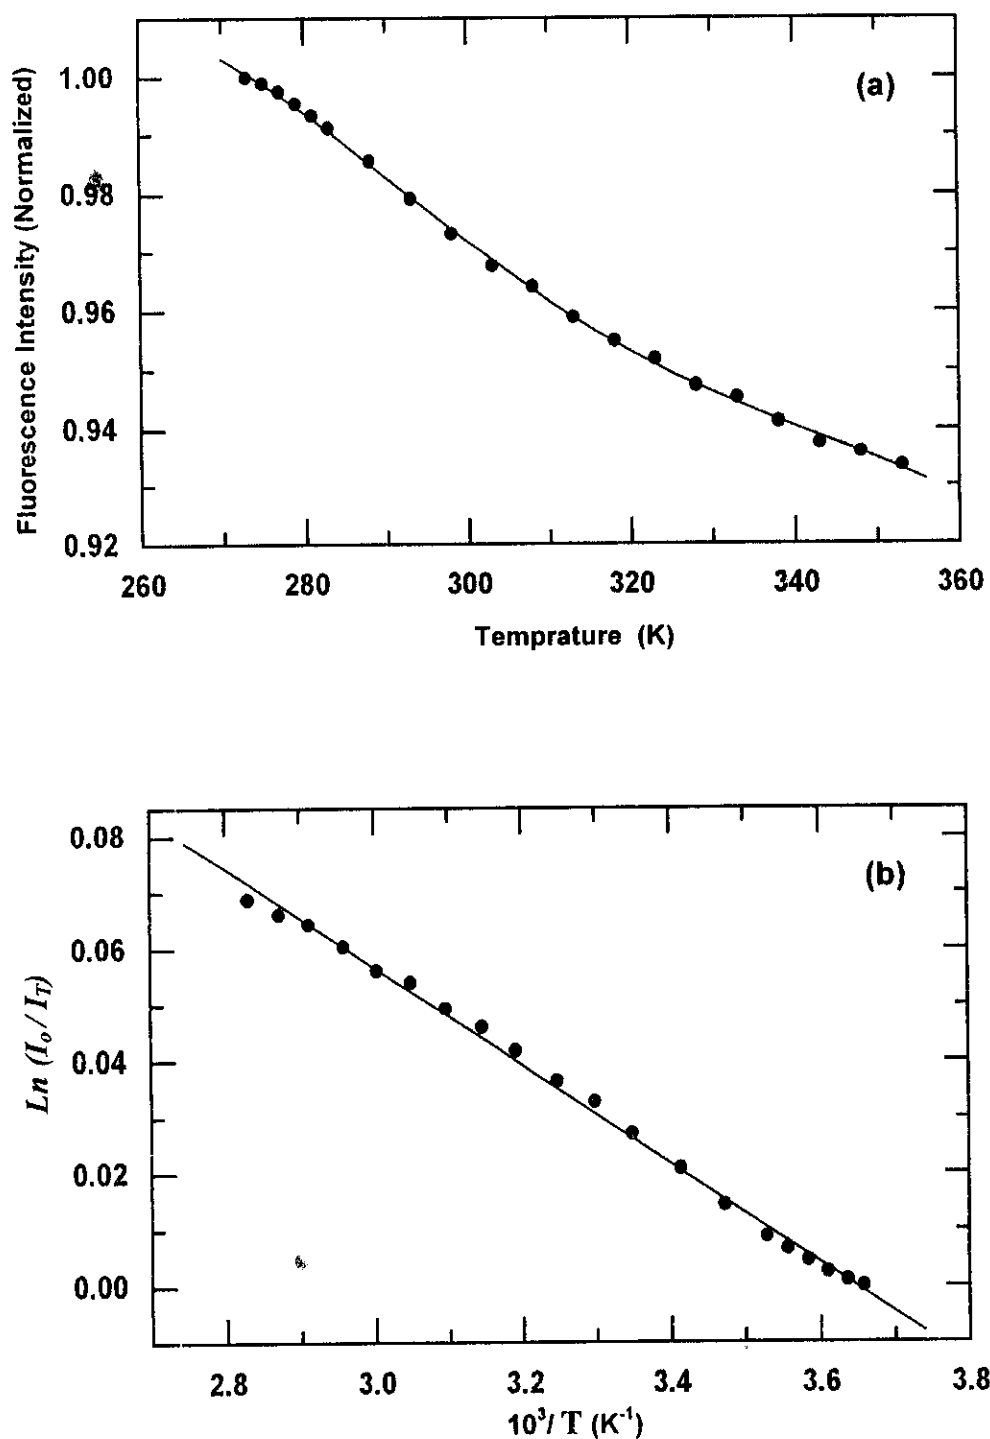 (a)
Fluorescence Intensity (Normalized)
1.00
0.98
0.96
0.94
0.92
260 280 300 320 340 360
Temprature (K)
(b)
Ln (I₀ / I_T)
0.08
0.06
0.04
0.02
0.00
2.8 3.0 3.2 3.4 3.6 3.8
10³/ T (K⁻¹)